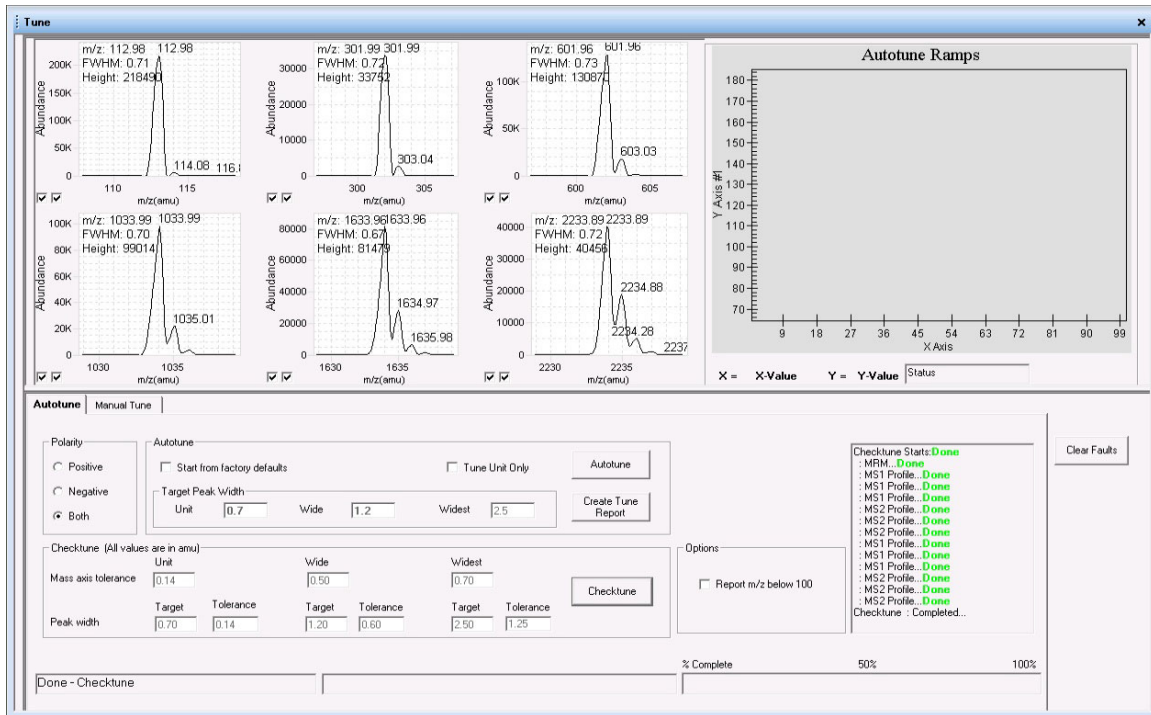 Tune
m/z: 112.98 112.98
FWHM: 0.71
Height: 218490
200K
150K
100K
50K
0
Abundance
114.08 116.8
110 115
m/z(amu)
m/z: 301.99 301.99
FWHM: 0.72
Height: 33752
30000
20000
10000
0
Abundance
303.04
300 305
m/z(amu)
m/z: 601.96 601.96
FWHM: 0.73
Height: 130872
100K
50K
0
Abundance
603.03
600 605
m/z(amu)
m/z: 1033.99 1033.99
FWHM: 0.70
Height: 99014
100K
80K
60K
40K
20K
0
Abundance
1035.01
1030 1035
m/z(amu)
m/z: 1633.96 1633.96
FWHM: 0.67
Height: 81479
80000
60000
40000
20000
0
Abundance
1634.97
1635.98
1630 1635
m/z(amu)
m/z: 2233.89 2233.89
FWHM: 0.72
Height: 40456
40000
30000
20000
10000
0
Abundance
2234.88
2234.28
2237
2230 2235
m/z(amu)
Autotune Ramps
180
170
160
150
140
130
120
110
100
90
80
70
Y Axis #1
9 18 27 36 45 54 63 72 81 90 99
X Axis
X = X-Value Y = Y-Value Status
Autotune Manual Tune
Polarity
Positive
Negative
Both
Autotune
Start from factory defaults Tune Unit Only Autotune
Target Peak Width
Unit 0.7 Wide 1.2 Widest 2.5
Create Tune
Report
Checktune (All values are in amu)
Unit Wide Widest
Mass axis tolerance 0.14 0.50 0.70
Checktune
Target Tolerance Target Tolerance Target Tolerance
Peak width 0.70 0.14 1.20 0.60 2.50 1.25
Options
Report m/z below 100
Checktune Starts:Done
: MRM...Done
: MS1 Profile...Done
: MS1 Profile...Done
: MS1 Profile...Done
: MS2 Profile...Done
: MS2 Profile...Done
: MS2 Profile...Done
: MS1 Profile...Done
: MS1 Profile...Done
: MS1 Profile...Done
: MS2 Profile...Done
: MS2 Profile...Done
: MS2 Profile...Done
Checktune : Completed...
Clear Faults
% Complete 50% 100%
Done - Checktune